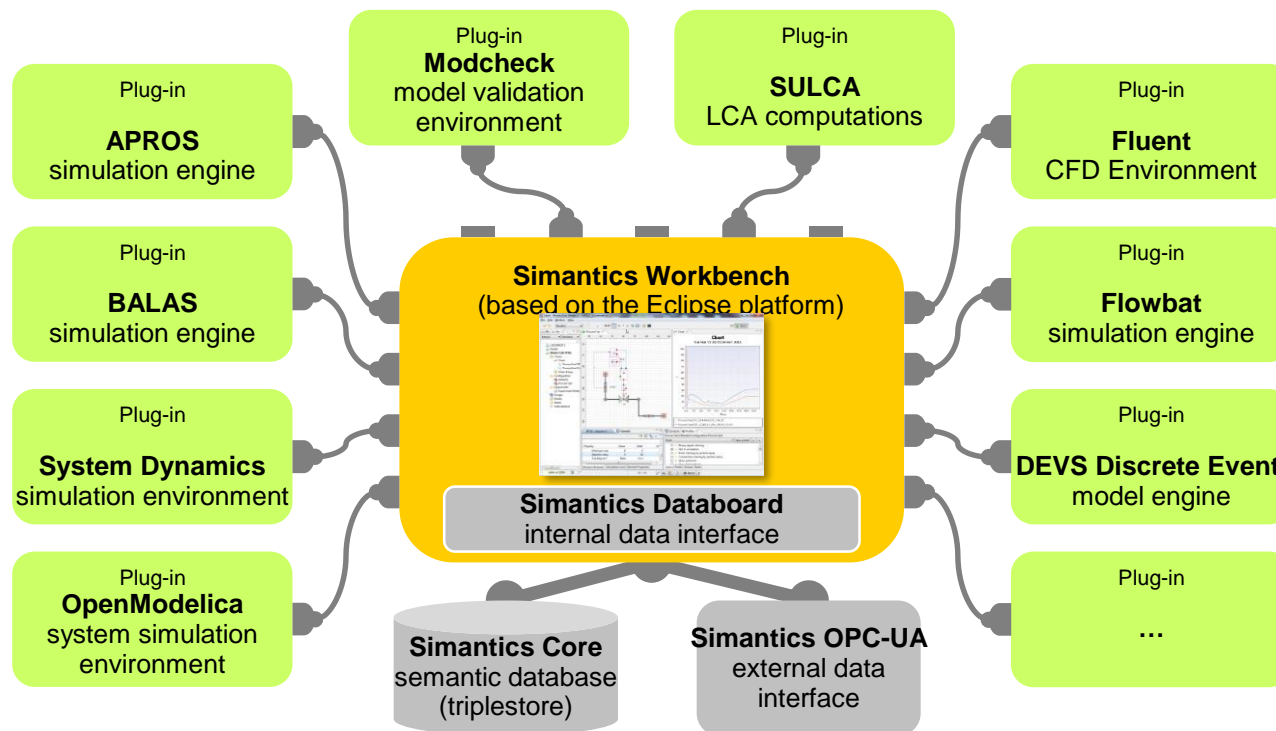 Plug-in
Modcheck
model validation
environment
Plug-in
SULCA
LCA computations
Plug-in
APROS
simulation engine
Plug-in
Fluent
CFD Environment
Plug-in
BALAS
simulation engine
Simantics Workbench
(based on the Eclipse platform)
Chart
Plug-in
Flowbat
simulation engine
Plug-in
System Dynamics
simulation environment
Plug-in
DEVS Discrete Event
model engine
Simantics Databoard
internal data interface
Plug-in
OpenModelica
system simulation
environment
Simantics Core
semantic database
(triplestore)
Simantics OPC-UA
external data
interface
Plug-in
...